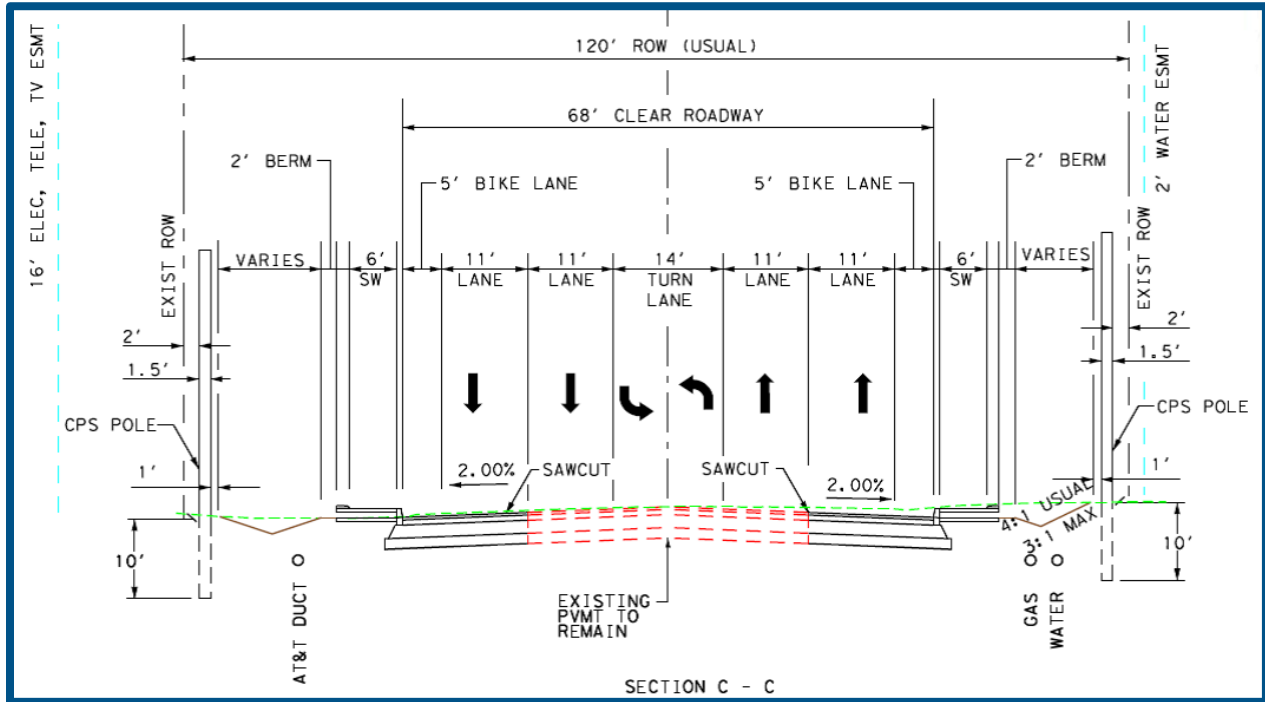 120' ROW (USUAL)
16' ELEC, TELE, TV ESMT
2' WATER ESMT
68' CLEAR ROADWAY
2' BERM
5' BIKE LANE
5' BIKE LANE
2' BERM
EXIST ROW
EXIST ROW
VARIES
6'
SW
11'
LANE
11'
LANE
14'
TURN
LANE
11'
LANE
11'
LANE
6'
SW
VARIES
2'
1.5'
2'
1.5'
CPS POLE
CPS POLE
1'
2.00%
SAWCUT
SAWCUT
2.00%
1'
4:1 USUAL
3:1 MAX
10'
10'
AT&T DUCT
EXISTING
PVMT TO
REMAIN
GAS
WATER
SECTION C - C